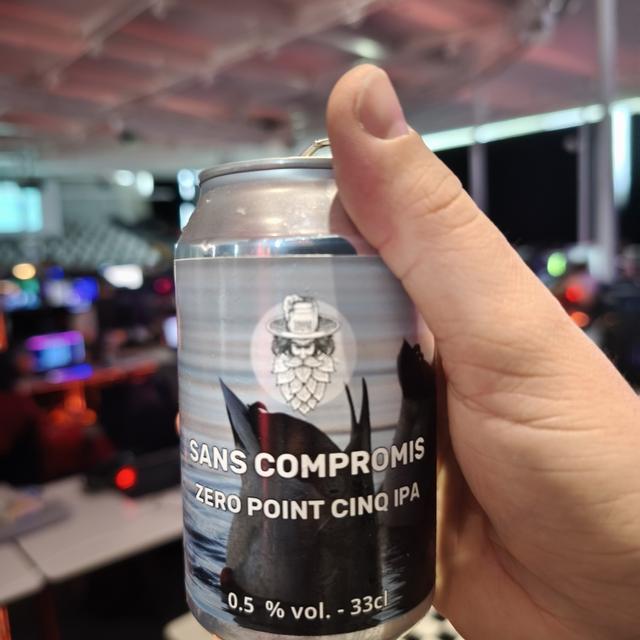 SANS COMPROMIS
ZERO POINT CINQ IPA
0.5 % vol. - 33cl